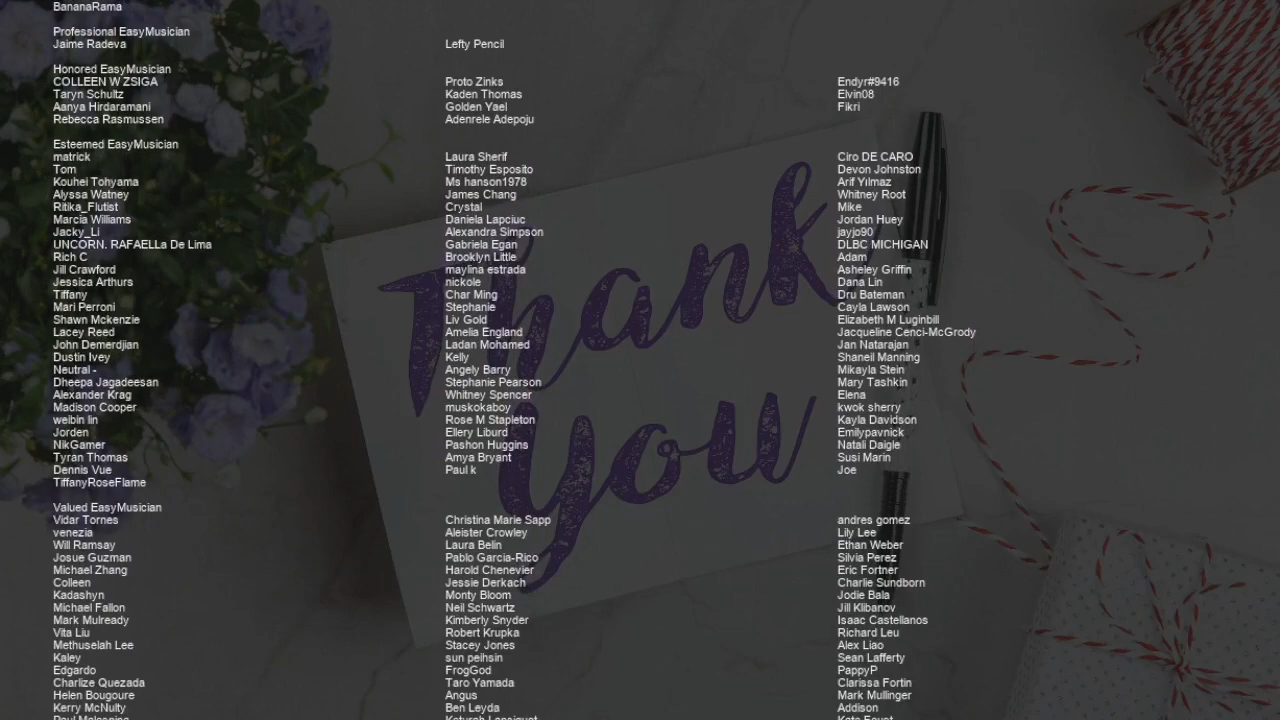 BananaRama
Professional EasyMusician
Jaime Radeva Lefty Pencil
Honored EasyMusician
COLLEEN W ZSIGA Proto Zinks Endyr#9416
Taryn Schultz Kaden Thomas Elvin08
Aanya Hirdaramani Golden Yael Fikri
Rebecca Rasmussen Adenrele Adepoju
Esteemed EasyMusician
matrick Laura Sherif Ciro DE CARO
Tom Timothy Esposito Devon Johnston
Kouhei Tohyama Ms hanson1978 Arif Yılmaz
Alyssa Watney James Chang Whitney Root
Ritika_Flutist Crystal Mike
Marcia Williams Daniela Lapciuc Jordan Huey
Jacky_Li Alexandra Simpson jayjo90
UNCORN. RAFAELLa De Lima Gabriela Egan DLBC MICHIGAN
Rich C Brooklyn Little Adam
Jill Crawford maylina estrada Asheley Griffin
Jessica Arthurs nickole Dana Lin
Tiffany Char Ming Dru Bateman
Mari Perroni Stephanie Cayla Lawson
Shawn Mckenzie Liv Gold Elizabeth M Luginbill
Lacey Reed Amelia England Jacqueline Cenci-McGrody
John Demerdjian Ladan Mohamed Jan Natarajan
Dustin Ivey Kelly Shaneil Manning
Neutral - Angely Barry Mikayla Stein
Dheepa Jagadeesan Stephanie Pearson Mary Tashkin
Alexander Krag Whitney Spencer Elena
Madison Cooper muskokaboy kwok sherry
weibin lin Rose M Stapleton Kayla Davidson
Jorden Ellery Liburd Emilypavnick
NikGamer Pashon Huggins Natali Daigle
Tyran Thomas Amya Bryant Susi Marin
Dennis Vue Paul k Joe
TiffanyRoseFlame
Valued EasyMusician
Vidar Tornes Christina Marie Sapp andres gomez
venezia Aleister Crowley Lily Lee
Will Ramsay Laura Belin Ethan Weber
Josue Guzman Pablo Garcia-Rico Silvia Perez
Michael Zhang Harold Chenevier Eric Fortner
Colleen Jessie Derkach Charlie Sundborn
Kadashyn Monty Bloom Jodie Bala
Michael Fallon Neil Schwartz Jill Klibanov
Mark Mulready Kimberly Snyder Isaac Castellanos
Vita Liu Robert Krupka Richard Leu
Methuselah Lee Stacey Jones Alex Liao
Kaley sun peihsin Sean Lafferty
Edgardo FrogGod PappyP
Charlize Quezada Taro Yamada Clarissa Fortin
Helen Bougoure Angus Mark Mullinger
Kerry McNulty Ben Leyda Addison
Thank
you